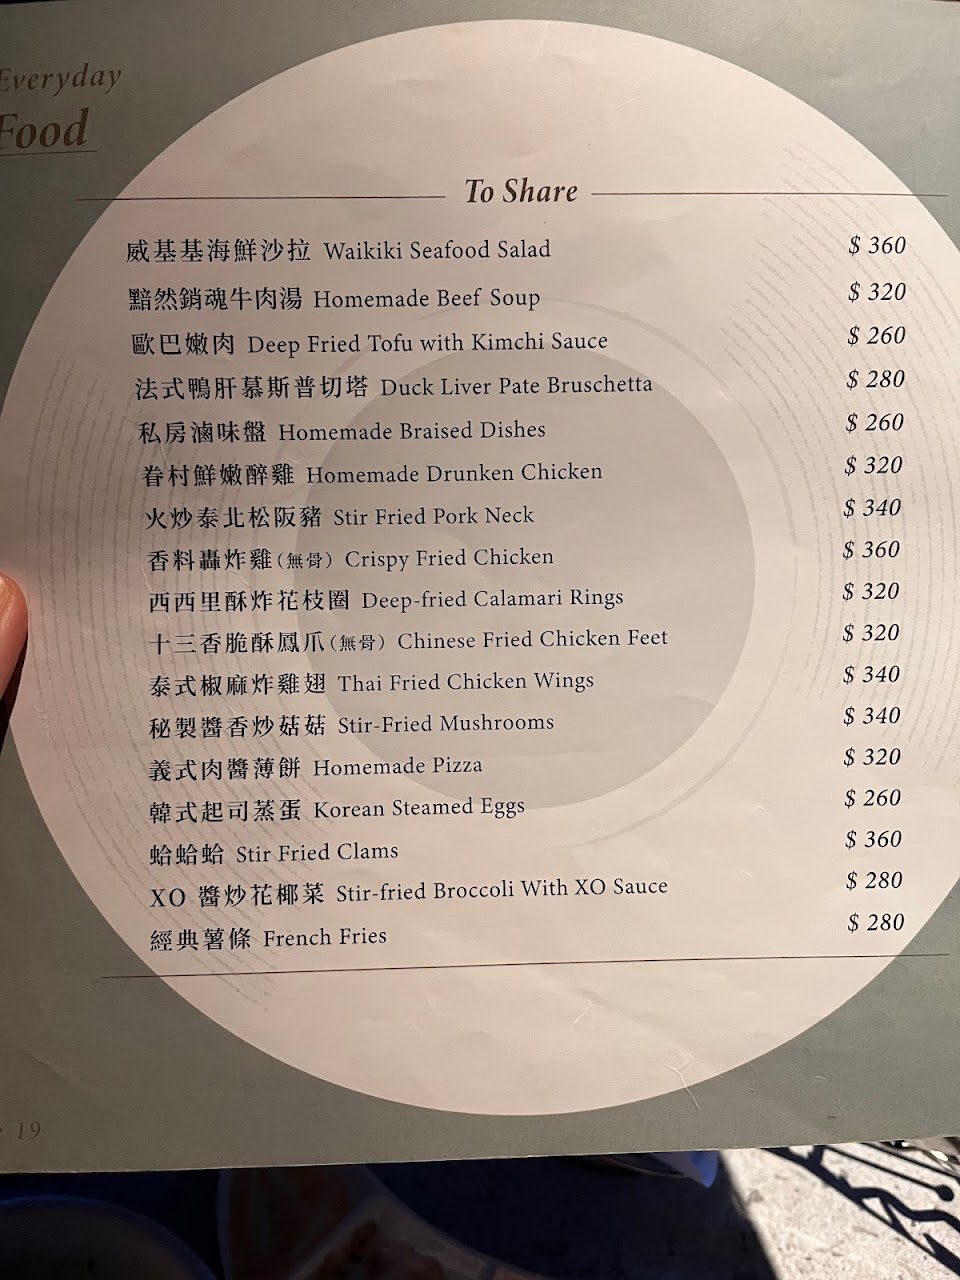 Everyday
Food
To Share
威基基海鮮沙拉 Waikiki Seafood Salad $ 360
黯然銷魂牛肉湯 Homemade Beef Soup $ 320
歐巴嫩肉 Deep Fried Tofu with Kimchi Sauce $ 260
法式鴨肝慕斯普切塔 Duck Liver Pate Bruschetta $ 280
私房滷味盤 Homemade Braised Dishes $ 260
眷村鮮嫩醉雞 Homemade Drunken Chicken $ 320
火炒泰北松阪豬 Stir Fried Pork Neck $ 340
香料轟炸雞(無骨) Crispy Fried Chicken $ 360
西西里酥炸花枝圈 Deep-fried Calamari Rings $ 320
十三香脆酥鳳爪(無骨) Chinese Fried Chicken Feet $ 320
泰式椒麻炸雞翅 Thai Fried Chicken Wings $ 340
秘製醬香炒菇菇 Stir-Fried Mushrooms $ 340
義式肉醬薄餅 Homemade Pizza $ 320
韓式起司蒸蛋 Korean Steamed Eggs $ 260
蛤蛤蛤 Stir Fried Clams $ 360
XO 醬炒花椰菜 Stir-fried Broccoli With XO Sauce $ 280
經典薯條 French Fries $ 280
19